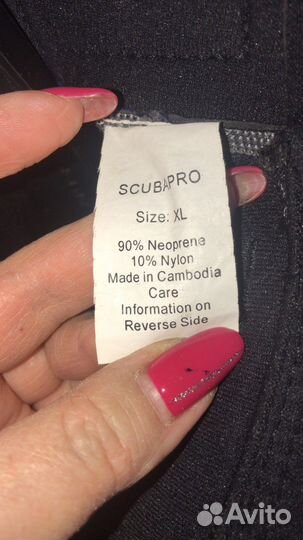 SCUBAPRO
Size: XL
90% Neoprene
10% Nylon
Made in Cambodia
Care
Information on
Reverse Side
Avito